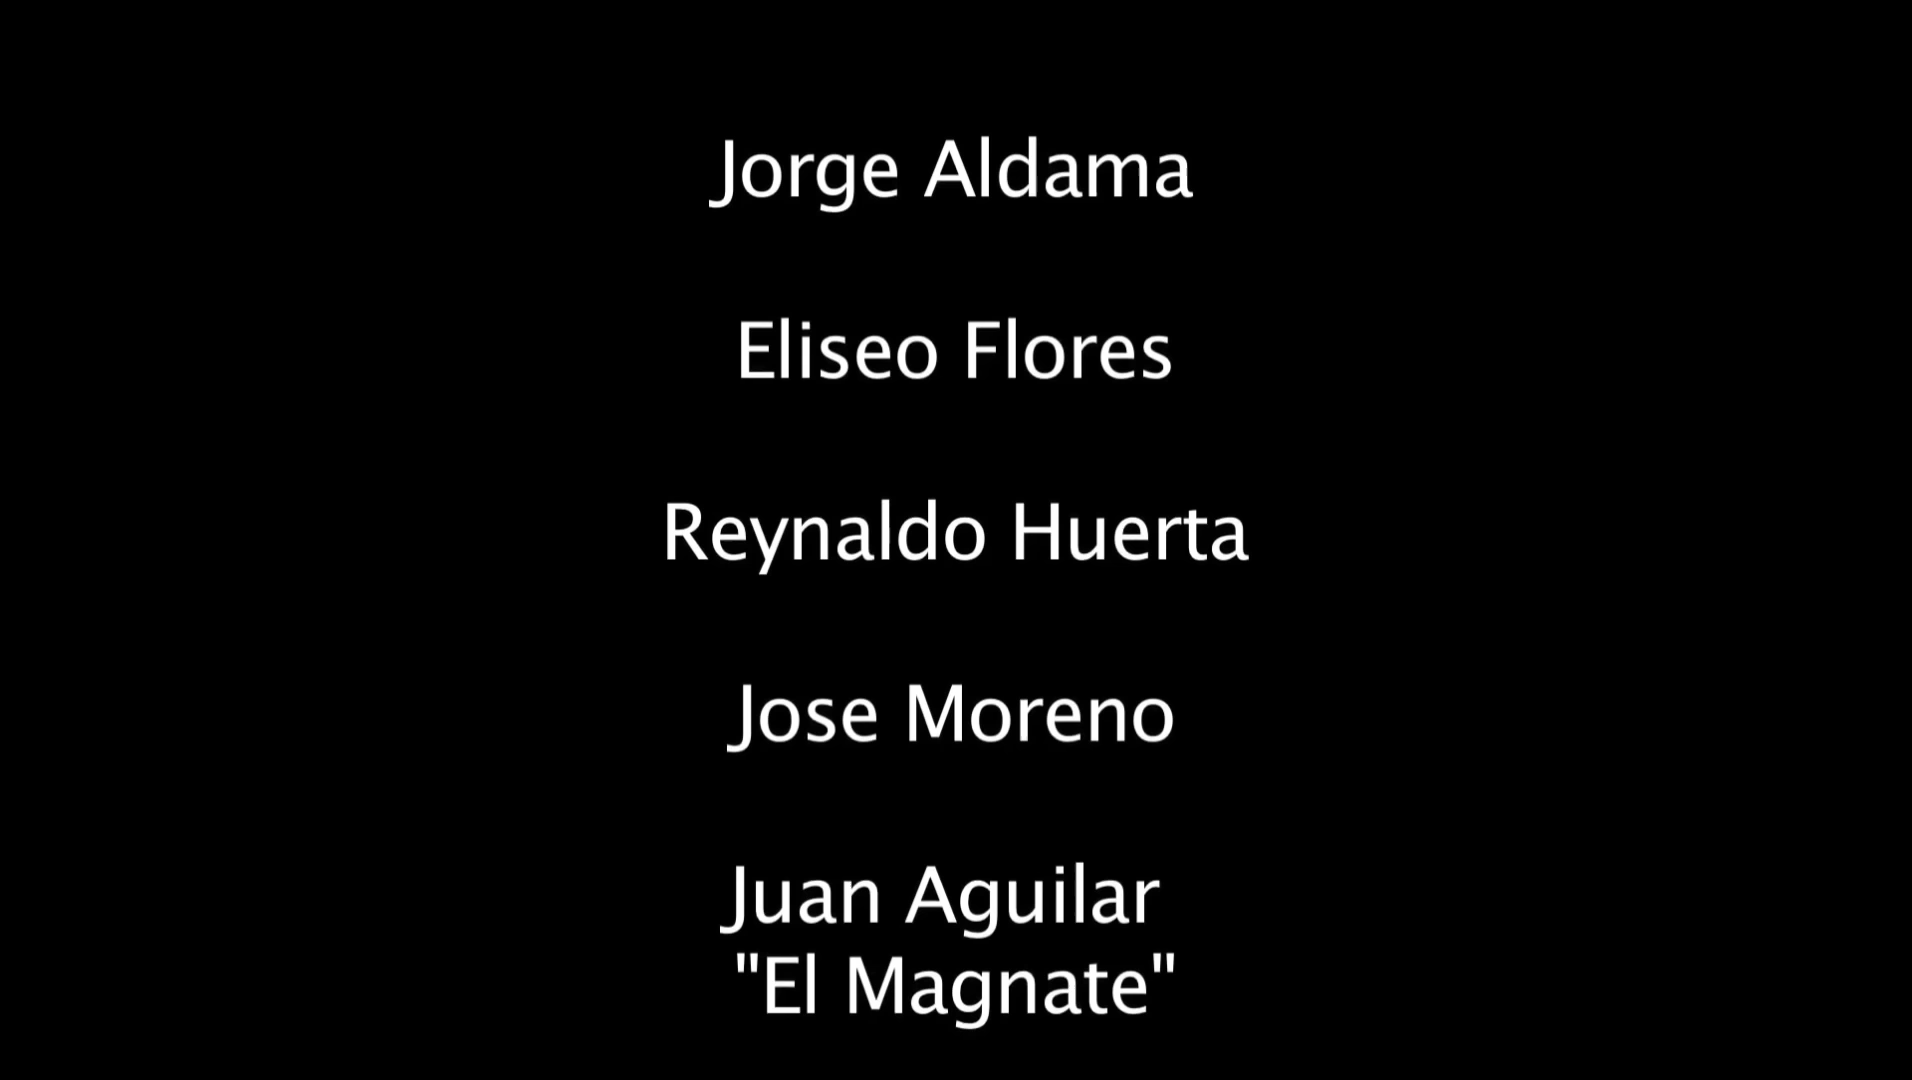 Jorge Aldama
Eliseo Flores
Reynaldo Huerta
Jose Moreno
Juan Aguilar
"El Magnate"